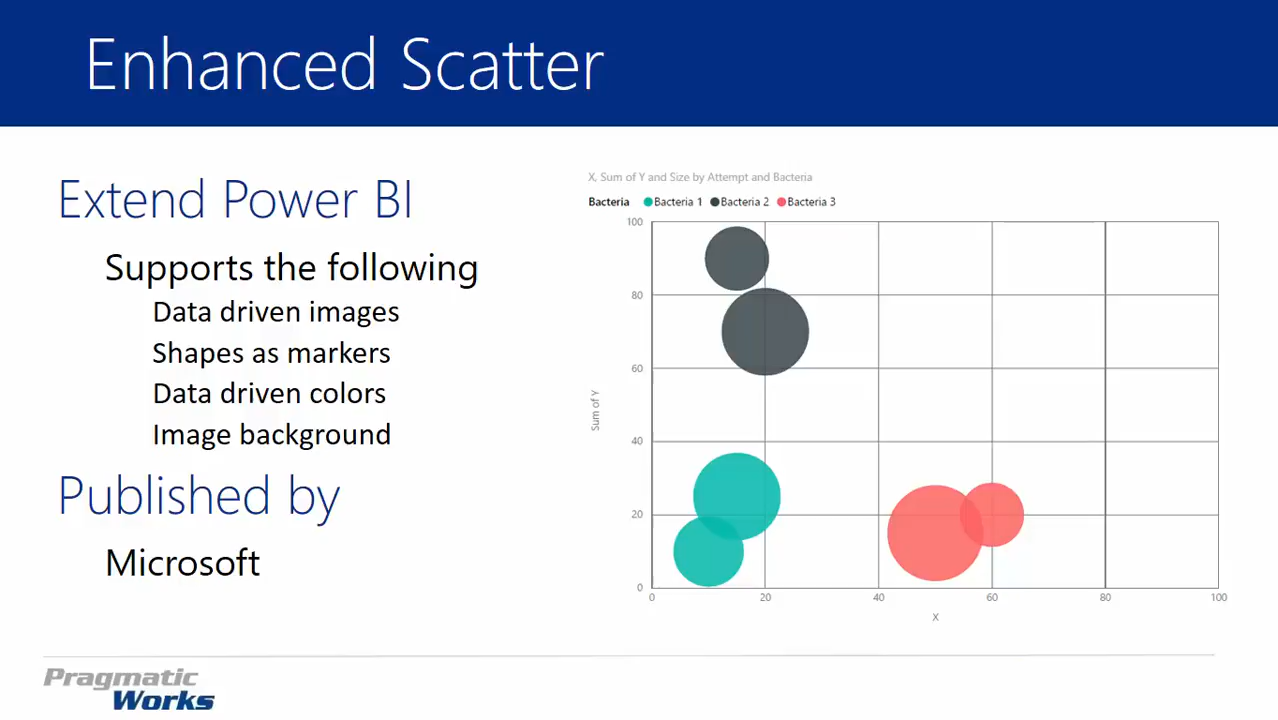 Enhanced Scatter
Extend Power BI
Supports the following
Data driven images
Shapes as markers
Data driven colors
Image background
Published by
Microsoft
X, Sum of Y and Size by Attempt and Bacteria
Bacteria Bacteria 1 Bacteria 2 Bacteria 3
100
80
60
40
20
0
Sum of Y
0 20 40 60 80 100
X
Pragmatic
Works